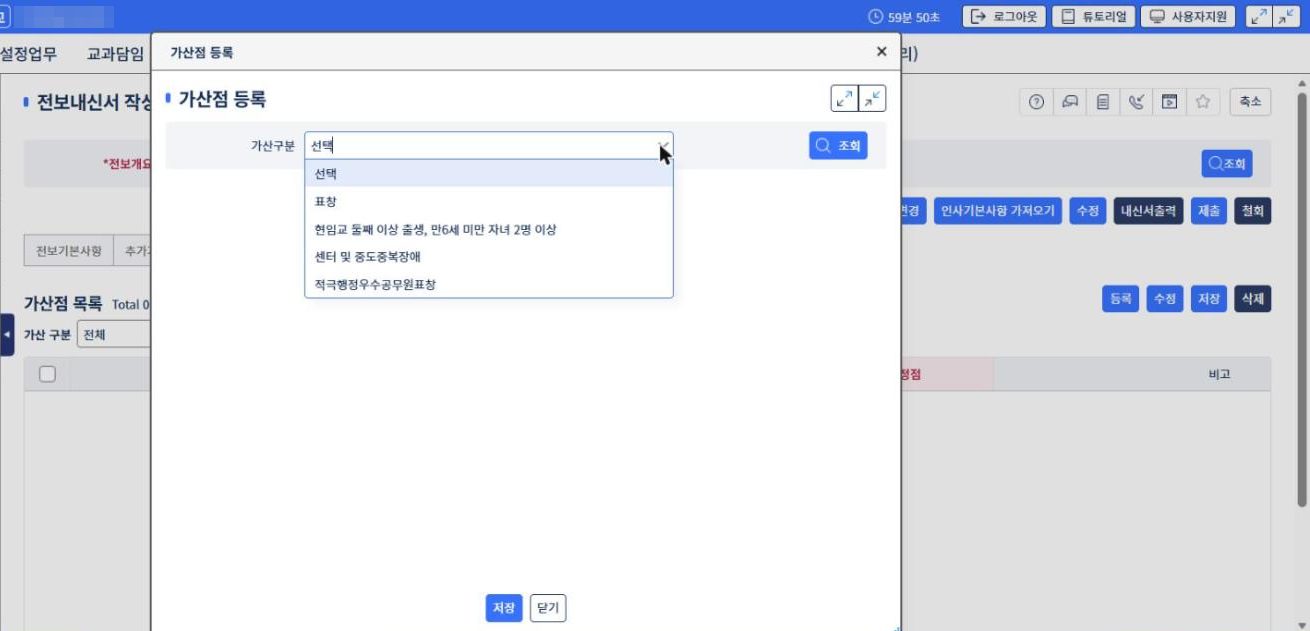 59분 50초 로그아웃 튜토리얼 사용자지원
설정업무 교과담임 리)
가산점 등록
전보내신서 작성
가산점 등록
축소
*전보개요
가산구분 선택 조회
조회
선택
표창
현임교 둘째 이상 출생, 만6세 미만 자녀 2명 이상
센터 및 중도중복장애
적극행정우수공무원표창
변경 인사기본사항 가져오기 수정 내신서출력 제출 철회
전보기본사항 추가
가산점 목록 Total 0
등록 수정 저장 삭제
가산 구분 전체
정점 비고
저장 닫기